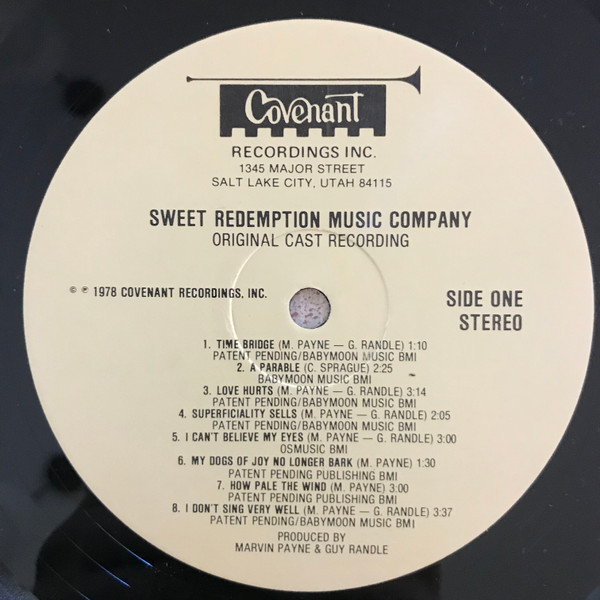 Covenant
RECORDINGS INC.
1345 MAJOR STREET
SALT LAKE CITY, UTAH 84115
SWEET REDEMPTION MUSIC COMPANY
ORIGINAL CAST RECORDING
© ℗ 1978 COVENANT RECORDINGS, INC.
SIDE ONE
STEREO
1. TIME BRIDGE (M. PAYNE — G. RANDLE) 1:10
PATENT PENDING/BABYMOON MUSIC BMI
2. A PARABLE (C. SPRAGUE) 2:25
BABYMOON MUSIC BMI
3. LOVE HURTS (M. PAYNE — G. RANDLE) 3:14
PATENT PENDING/BABYMOON MUSIC BMI
4. SUPERFICIALITY SELLS (M. PAYNE — G. RANDLE) 2:05
PATENT PENDING/BABYMOON MUSIC BMI
5. I CAN'T BELIEVE MY EYES (M. PAYNE — G. RANDLE) 3:00
OSMUSIC BMI
6. MY DOGS OF JOY NO LONGER BARK (M. PAYNE) 1:30
PATENT PENDING PUBLISHING BMI
7. HOW PALE THE WIND (M. PAYNE) 3:00
PATENT PENDING PUBLISHING BMI
8. I DON'T SING VERY WELL (M. PAYNE — G. RANDLE) 3:37
PATENT PENDING/BABYMOON MUSIC BMI
PRODUCED BY
MARVIN PAYNE & GUY RANDLE